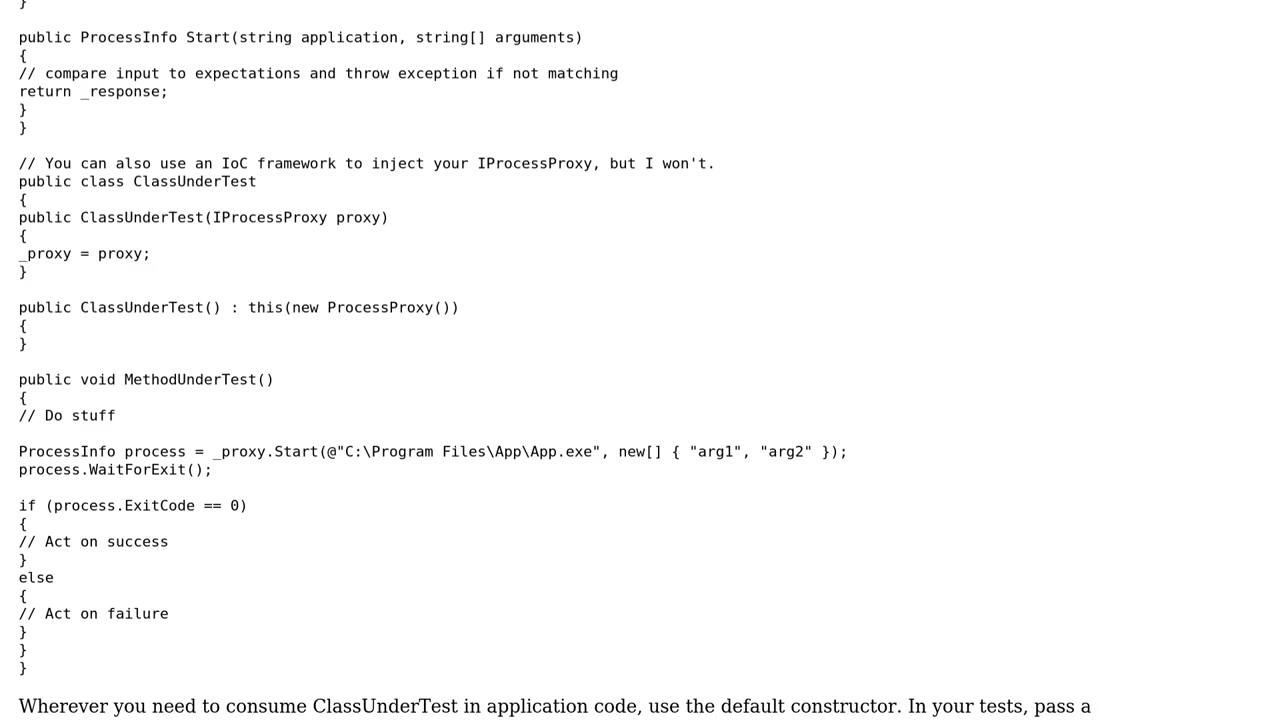 }
public ProcessInfo Start(string application, string[] arguments)
{
// compare input to expectations and throw exception if not matching
return _response;
}
}
// You can also use an IoC framework to inject your IProcessProxy, but I won't.
public class ClassUnderTest
{
public ClassUnderTest(IProcessProxy proxy)
{
_proxy = proxy;
}
public ClassUnderTest() : this(new ProcessProxy())
{
}
public void MethodUnderTest()
{
// Do stuff
ProcessInfo process = _proxy.Start(@"C:\Program Files\App\App.exe", new[] { "arg1", "arg2" });
process.WaitForExit();
if (process.ExitCode == 0)
{
// Act on success
}
else
{
// Act on failure
}
}
}
Wherever you need to consume ClassUnderTest in application code, use the default constructor. In your tests, pass a